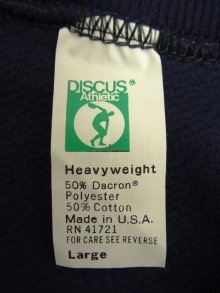 DISCUS®
Athletic
Heavyweight
50% Dacron®
Polyester
50% Cotton
Made in U.S.A.
RN 41721
FOR CARE SEE REVERSE
Large